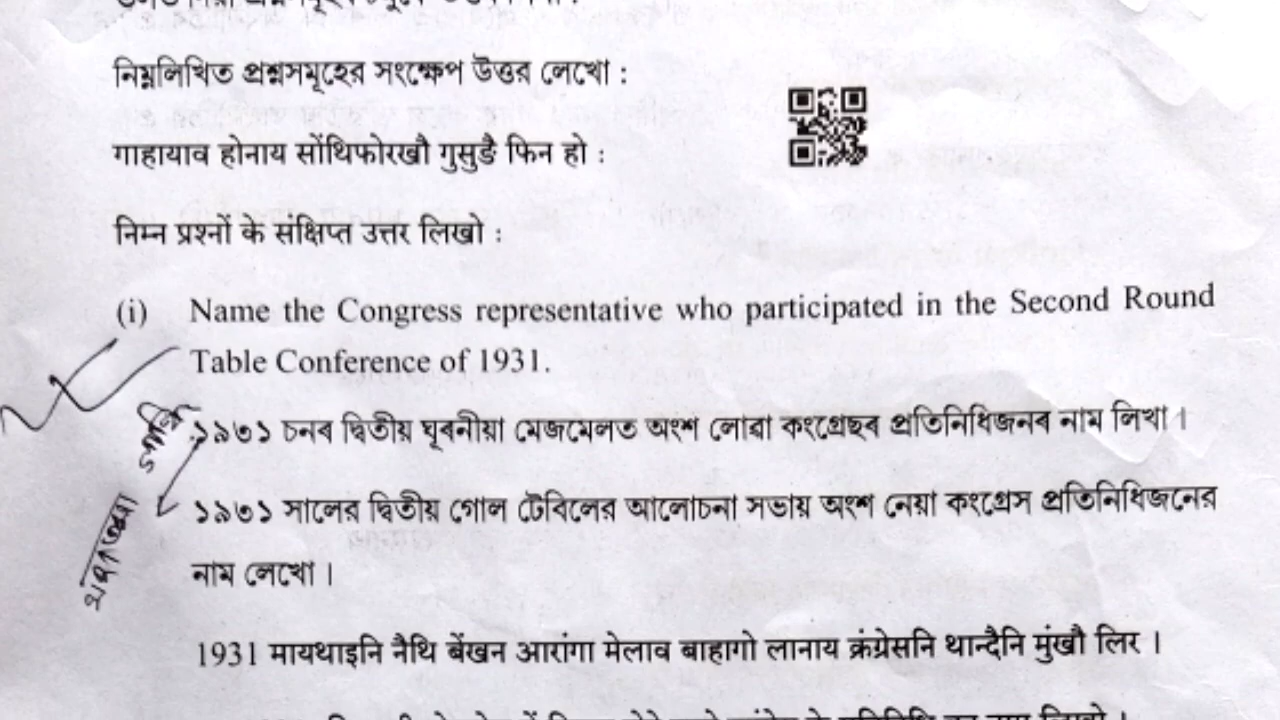 নিম্নলিখিত প্রশ্নসমূহের সংক্ষেপ উত্তর লেখো :
गाहायाव होनाय सोंथिफोरखौ गुसुङै फिन हो :
निम्न प्रश्नों के संक्षिप्त उत्तर लिखो :
(i) Name the Congress representative who participated in the Second Round
Table Conference of 1931.
১৯৩১ চনৰ দ্বিতীয় ঘূৰনীয়া মেজমেলত অংশ লোৱা কংগ্ৰেছৰ প্ৰতিনিধিজনৰ নাম লিখা।
১৯৩১ সালের দ্বিতীয় গোল টেবিলের আলোচনা সভায় অংশ নেয়া কংগ্রেস প্রতিনিধিজনের
নাম লেখো।
1931 मायथाइनि नैथि बेंखन आरांगा मेलाव बाहागो लानाय क्रंग्रेसनि थान्दैनि मुंखौ लिर।